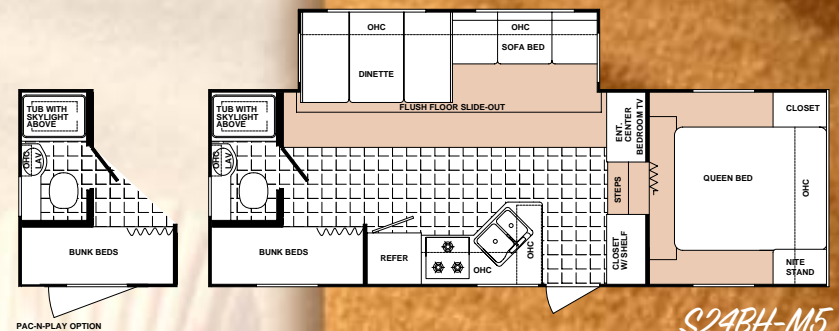 OHC
OHC
SOFA BED
DINETTE
FLUSH FLOOR SLIDE-OUT
TUB WITH
SKYLIGHT
ABOVE
OHC
LAV
BUNK BEDS
PAC-N-PLAY OPTION
TUB WITH
SKYLIGHT
ABOVE
OHC
LAV
BUNK BEDS
REFER
OHC
OHC
ENT.
CENTER
BEDROOM TV
STEPS
CLOSET
W/ SHELF
CLOSET
QUEEN BED
OHC
NITE
STAND
S24BH-M5